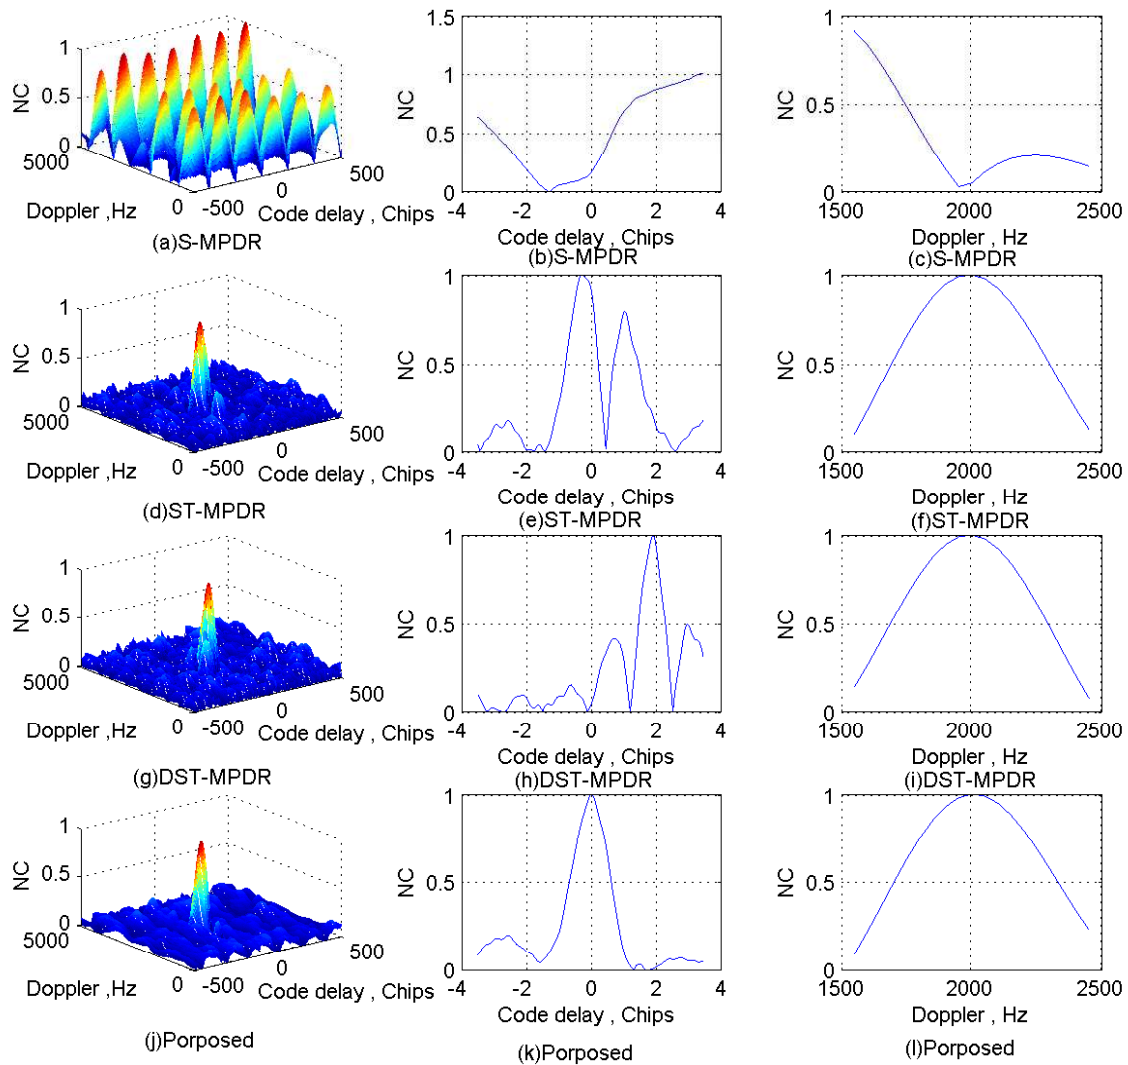 1
0.5
0
NC
5000
0
-500
0
500
Doppler ,Hz
Code delay , Chips
(a)S-MPDR
1.5
1
0.5
0
NC
-4 -2 0 2 4
Code delay , Chips
(b)S-MPDR
1
0.5
0
NC
1500 2000 2500
Doppler , Hz
(c)S-MPDR
1
0.5
0
NC
5000
0
-500
0
500
Doppler ,Hz
Code delay , Chips
(d)ST-MPDR
1
0.5
0
NC
-4 -2 0 2 4
Code delay , Chips
(e)ST-MPDR
1
0.5
0
NC
1500 2000 2500
Doppler , Hz
(f)ST-MPDR
1
0.5
0
NC
5000
0
-500
0
500
Doppler ,Hz
Code delay , Chips
(g)DST-MPDR
1
0.5
0
NC
-4 -2 0 2 4
Code delay , Chips
(h)DST-MPDR
1
0.5
0
NC
1500 2000 2500
Doppler , Hz
(i)DST-MPDR
1
0.5
0
NC
5000
0
-500
0
500
Doppler ,Hz
Code delay , Chips
(j)Porposed
1
0.5
0
NC
-4 -2 0 2 4
Code delay , Chips
(k)Porposed
1
0.5
0
NC
1500 2000 2500
Doppler , Hz
(l)Porposed